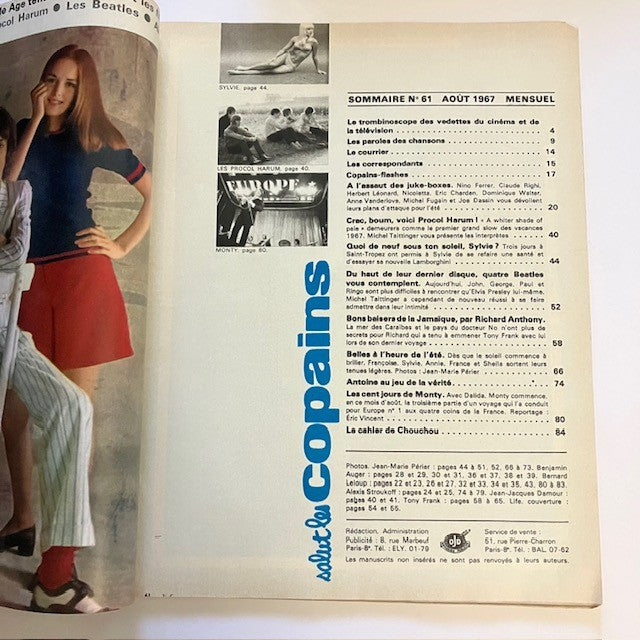 Age ten
ocol Harum ● Les Beatles ●
SYLVIE, page 44.
LES PROCOL HARUM, page 40.
EUROPE
MONTY, page 80.
salut les copains
SOMMAIRE N° 61 AOÛT 1967 MENSUEL
Le trombinoscope des vedettes du cinéma et de
la télévision 4
Les paroles des chansons 9
Le courrier 14
Les correspondants 15
Copains-flashes 17
A l'assaut des juke-boxes. Nino Ferrer, Claude Righi,
Herbert Léonard, Nicoletta, Eric Charden, Dominique Walter,
Anne Vanderlove, Michel Fugain et Joe Dassin vous dévoilent
leurs plans d'attaque pour l'été 20
Crac, boum, voici Procol Harum ! « A whiter shade of
pale » demeurera comme le premier grand slow des vacances
1967. Michel Taittinger vous présente les interprètes 40
Quoi de neuf sous ton soleil, Sylvie ? Trois jours à
Saint-Tropez ont permis à Sylvie de se refaire une santé et
d'essayer sa nouvelle Lamborghini 44
Du haut de leur dernier disque, quatre Beatles
vous contemplent. Aujourd'hui, John, George, Paul et
Ringo sont plus difficiles à rencontrer qu'Elvis Presley lui-même.
Michel Taittinger a cependant de nouveau réussi à se faire
admettre dans leur intimité 52
Bons baisers de la Jamaïque, par Richard Anthony.
La mer des Caraïbes et le pays du docteur No n'ont plus de
secrets pour Richard qui a tenu à emmener Tony Frank avec lui
lors de son dernier voyage 58
Belles à l'heure de l'été. Dès que le soleil commence à
briller, Françoise, Sylvie, Annie, France et Sheila sortent leurs
tenues légères. Photos : Jean-Marie Périer 66
Antoine au jeu de la vérité 74
Les cent jours de Monty. Avec Dalida, Monty commence,
en ce mois d'août, la troisième partie d'un voyage qui l'a conduit
pour Europe n° 1 aux quatre coins de la France. Reportage :
Eric Vincent 80
Le cahier de Chouchou 84
Photos. Jean-Marie Périer : pages 44 à 51, 52, 66 à 73. Benjamin
Auger : pages 28 et 29, 30 et 31, 36 et 37, 38 et 39. Bernard
Leloup : pages 22 et 23, 26 et 27, 32 et 33, 34 et 35, 43, 80 à 83.
Alexis Stroukoff : pages 24 et 25, 74 à 79. Jean-Jacques Damour :
pages 40 et 41. Tony Frank : pages 58 à 65. Life, couverture :
pages 54 et 55.
Rédaction, Administration
Publicité : 8, rue Marbeuf
Paris-8e Tél. : ELY. 01-79
OJD
Service de vente :
51, rue Pierre-Charron
Paris-8e Tél. : BAL. 07-52
Les manuscrits non insérés ne sont pas renvoyés à leurs auteurs.